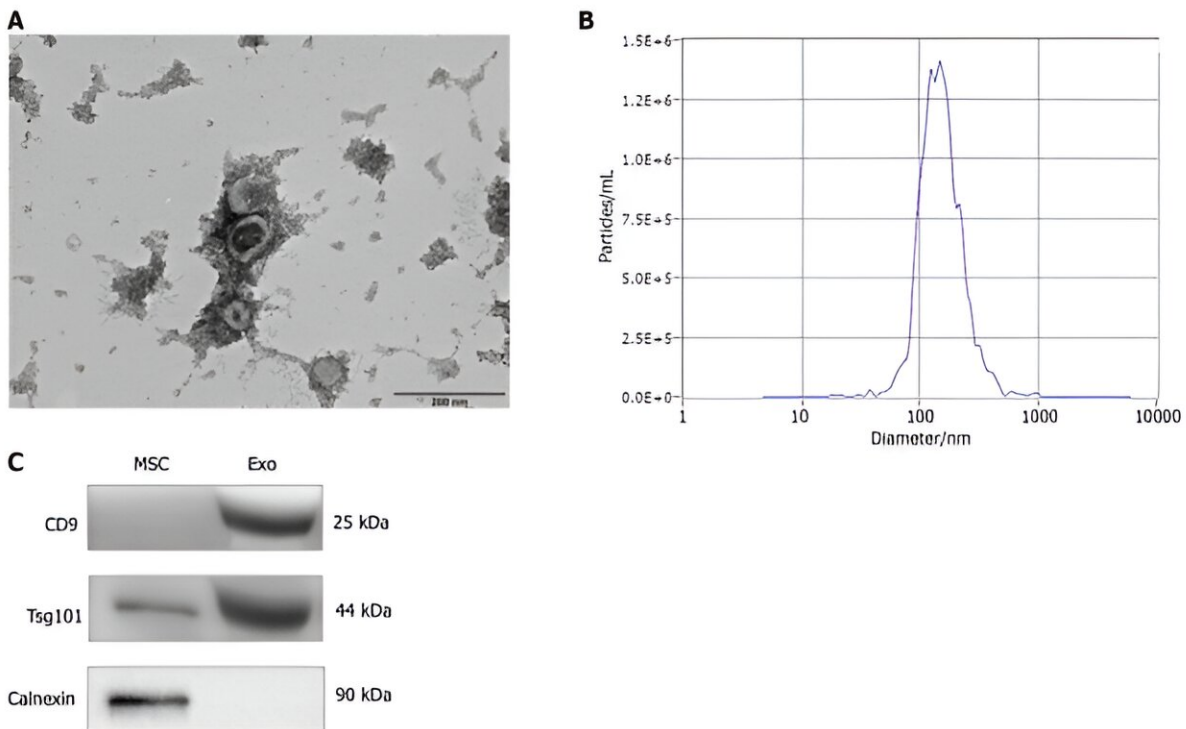 A
100 nm
B
1.5E+6
1.2E+6
1.0E+6
7.5E+5
5.0E+5
2.5E+5
0.0E+0
Particles/mL
1 10 100 1000 10000
Diameter/nm
C
MSC Exo
CD9 25 kDa
Tsg101 44 kDa
Calnexin 90 kDa